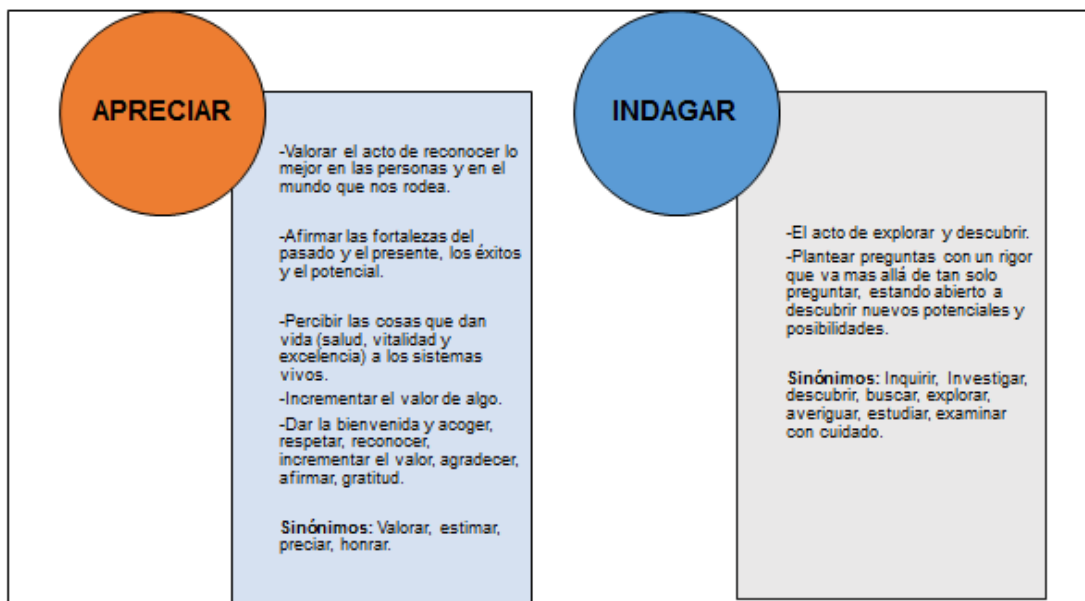 APRECIAR
-Valorar el acto de reconocer lo
mejor en las personas y en el
mundo que nos rodea.
-Afirmar las fortalezas del
pasado y el presente, los éxitos
y el potencial.
-Percibir las cosas que dan
vida (salud, vitalidad y
excelencia) a los sistemas
vivos.
-Incrementar el valor de algo.
-Dar la bienvenida y acoger,
respetar, reconocer,
incrementar el valor, agradecer,
afirmar, gratitud.
Sinónimos: Valorar, estimar,
preciar, honrar.
INDAGAR
-El acto de explorar y descubrir.
-Plantear preguntas con un rigor
que va mas allá de tan solo
preguntar, estando abierto a
descubrir nuevos potenciales y
posibilidades.
Sinónimos: Inquirir, Investigar,
descubrir, buscar, explorar,
averiguar, estudiar, examinar
con cuidado.